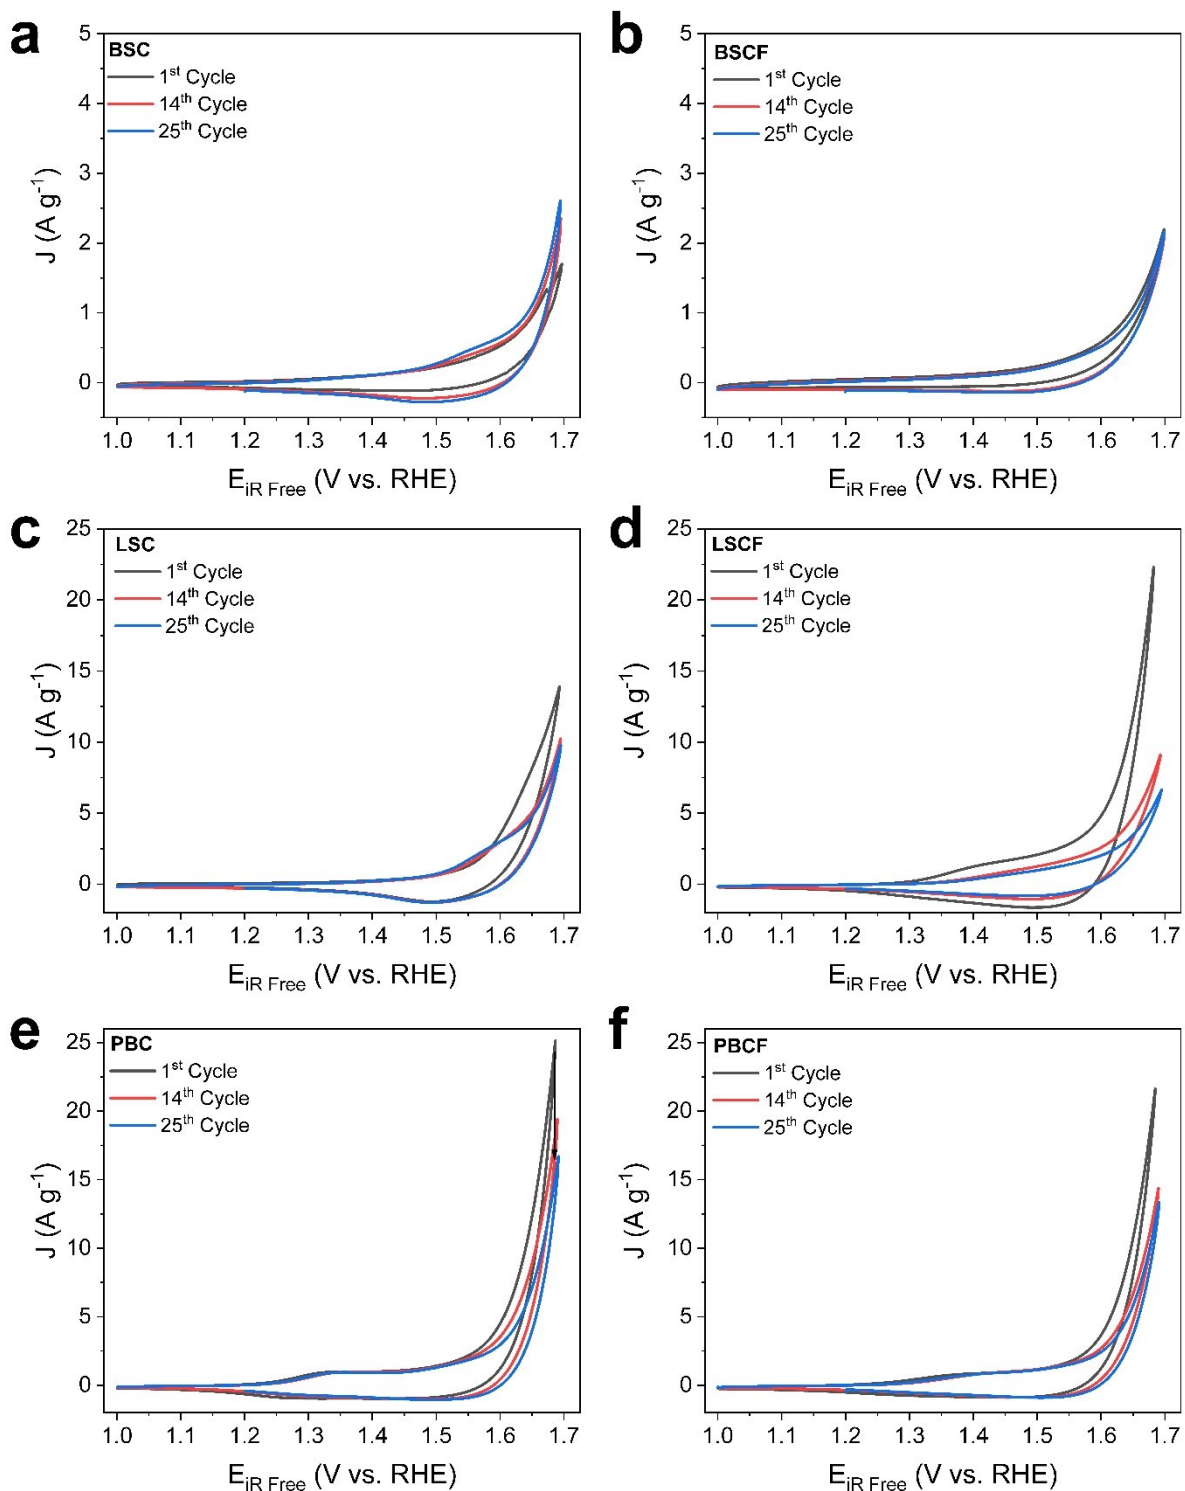 a
BSC
1st Cycle
14th Cycle
25th Cycle
5
4
3
2
1
0
J (A g-1)
1.0 1.1 1.2 1.3 1.4 1.5 1.6 1.7
EiR Free (V vs. RHE)
b
BSCF
1st Cycle
14th Cycle
25th Cycle
5
4
3
2
1
0
J (A g-1)
1.0 1.1 1.2 1.3 1.4 1.5 1.6 1.7
EiR Free (V vs. RHE)
c
LSC
1st Cycle
14th Cycle
25th Cycle
25
20
15
10
5
0
J (A g-1)
1.0 1.1 1.2 1.3 1.4 1.5 1.6 1.7
EiR Free (V vs. RHE)
d
LSCF
1st Cycle
14th Cycle
25th Cycle
25
20
15
10
5
0
J (A g-1)
1.0 1.1 1.2 1.3 1.4 1.5 1.6 1.7
EiR Free (V vs. RHE)
e
PBC
1st Cycle
14th Cycle
25th Cycle
25
20
15
10
5
0
J (A g-1)
1.0 1.1 1.2 1.3 1.4 1.5 1.6 1.7
EiR Free (V vs. RHE)
f
PBCF
1st Cycle
14th Cycle
25th Cycle
25
20
15
10
5
0
J (A g-1)
1.0 1.1 1.2 1.3 1.4 1.5 1.6 1.7
EiR Free (V vs. RHE)